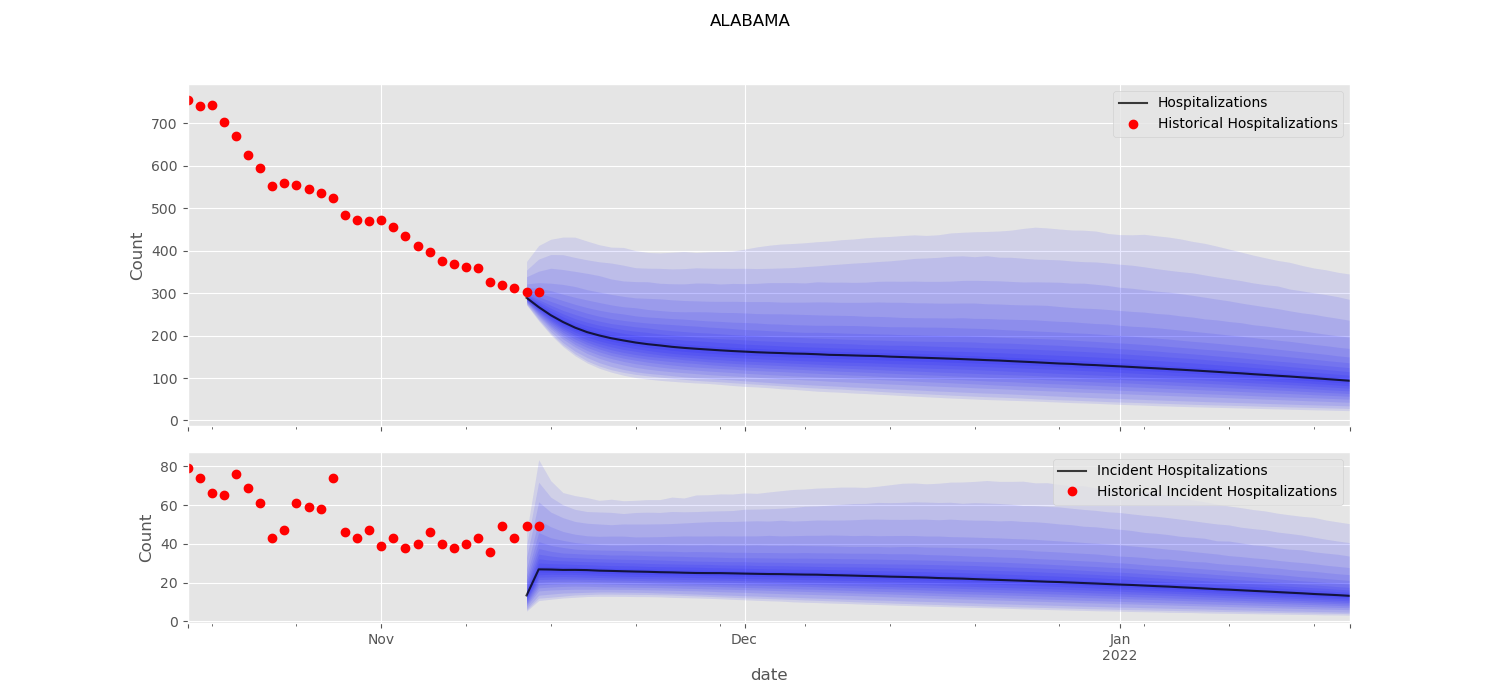 ALABAMA
Hospitalizations
Historical Hospitalizations
700
600
500
400
300
200
100
0
Count
Incident Hospitalizations
Historical Incident Hospitalizations
80
60
40
20
0
Count
Nov
Dec
Jan
2022
date